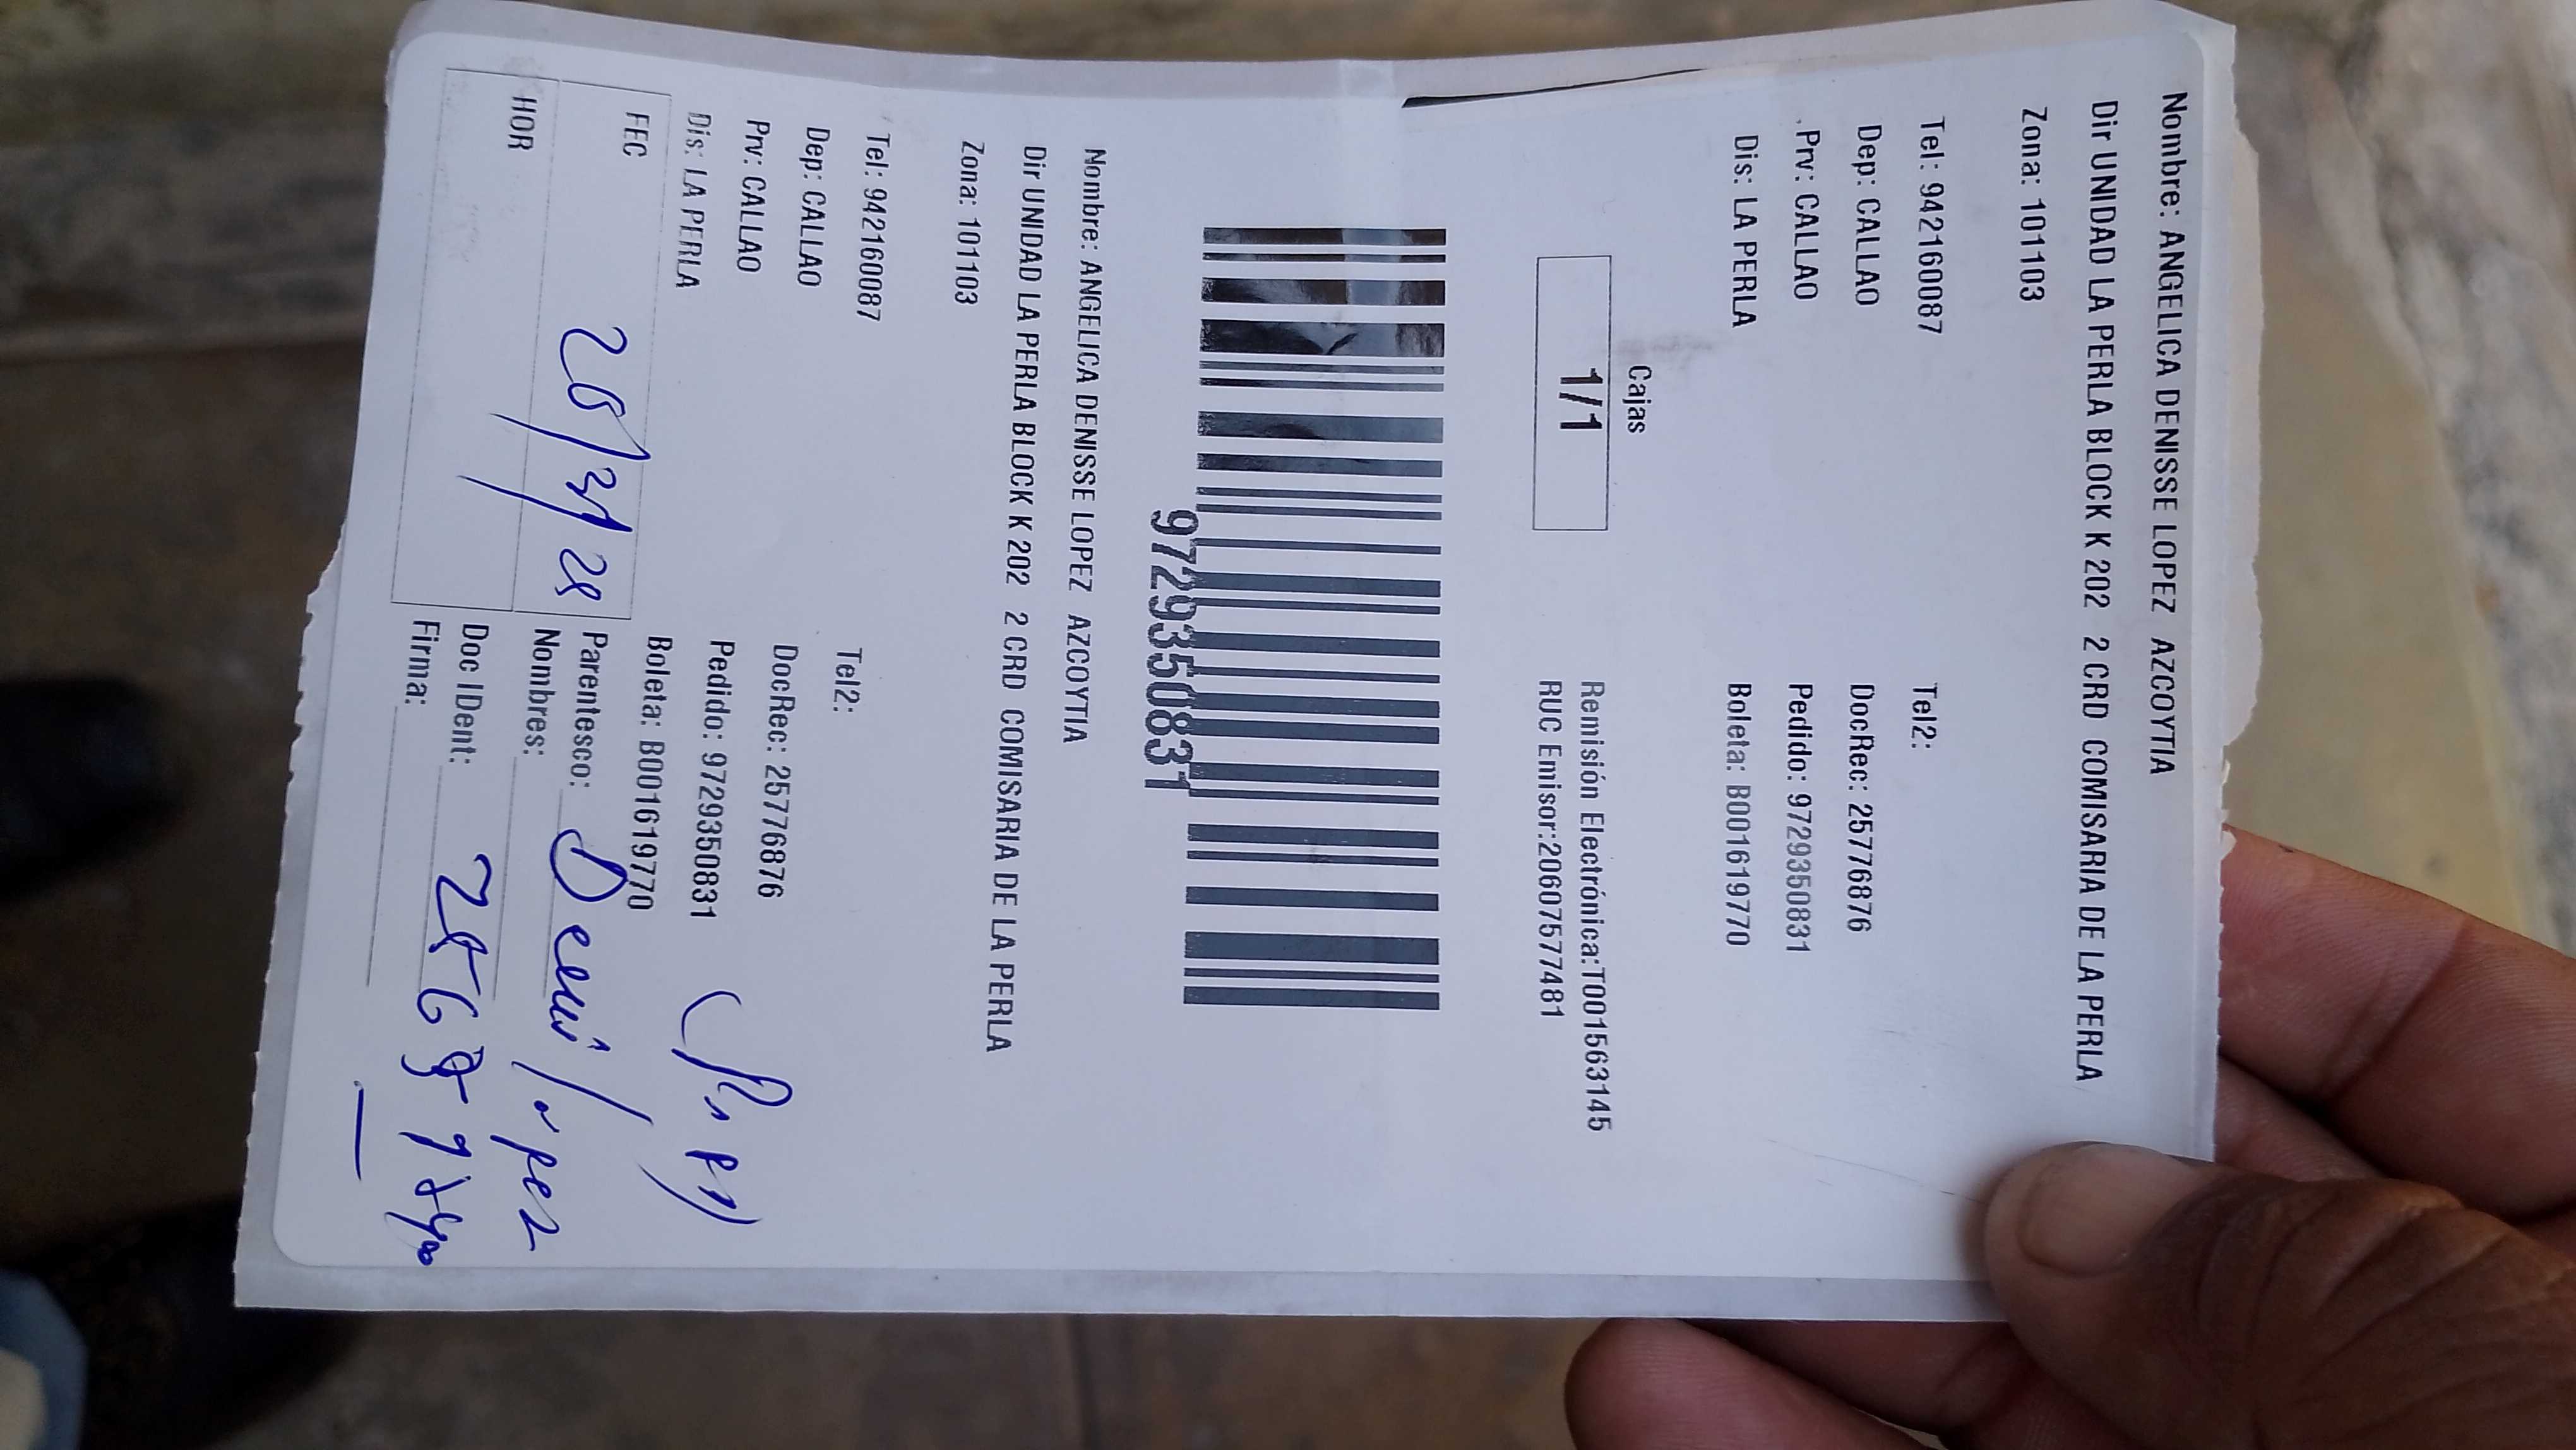 Nombre: ANGELICA DENISSE LOPEZ AZCOYTIA
Dir UNIDAD LA PERLA BLOCK K 202 2 CRD COMISARIA DE LA PERLA
Zona: 101103
Tel: 942160087 Tel2:
Dep: CALLAO DocRec: 25776876
Prv: CALLAO Pedido: 9729350831
Dis: LA PERLA Boleta: B001619770
Cajas
1/1
Remisión Electrónica:T001563145
RUC Emisor:20607577481
9729350831
Nombre: ANGELICA DENISSE LOPEZ AZCOYTIA
Dir UNIDAD LA PERLA BLOCK K 202 2 CRD COMISARIA DE LA PERLA
Zona: 101103
Tel: 942160087 Tel2:
Dep: CALLAO DocRec: 25776876
Prv: CALLAO Pedido: 9729350831
Dis: LA PERLA Boleta: B001619770
FEC Parentesco:
HOR Nombres:
Doc IDent:
Firma: